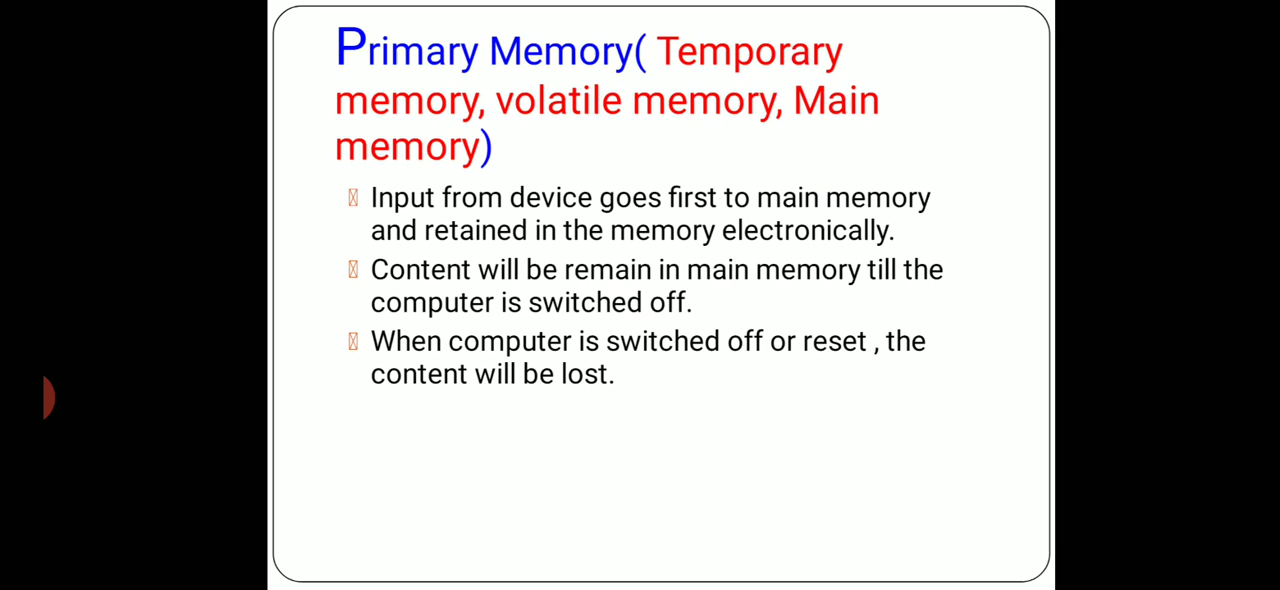 Primary Memory( Temporary
memory, volatile memory, Main
memory)
Input from device goes first to main memory
and retained in the memory electronically.
Content will be remain in main memory till the
computer is switched off.
When computer is switched off or reset , the
content will be lost.